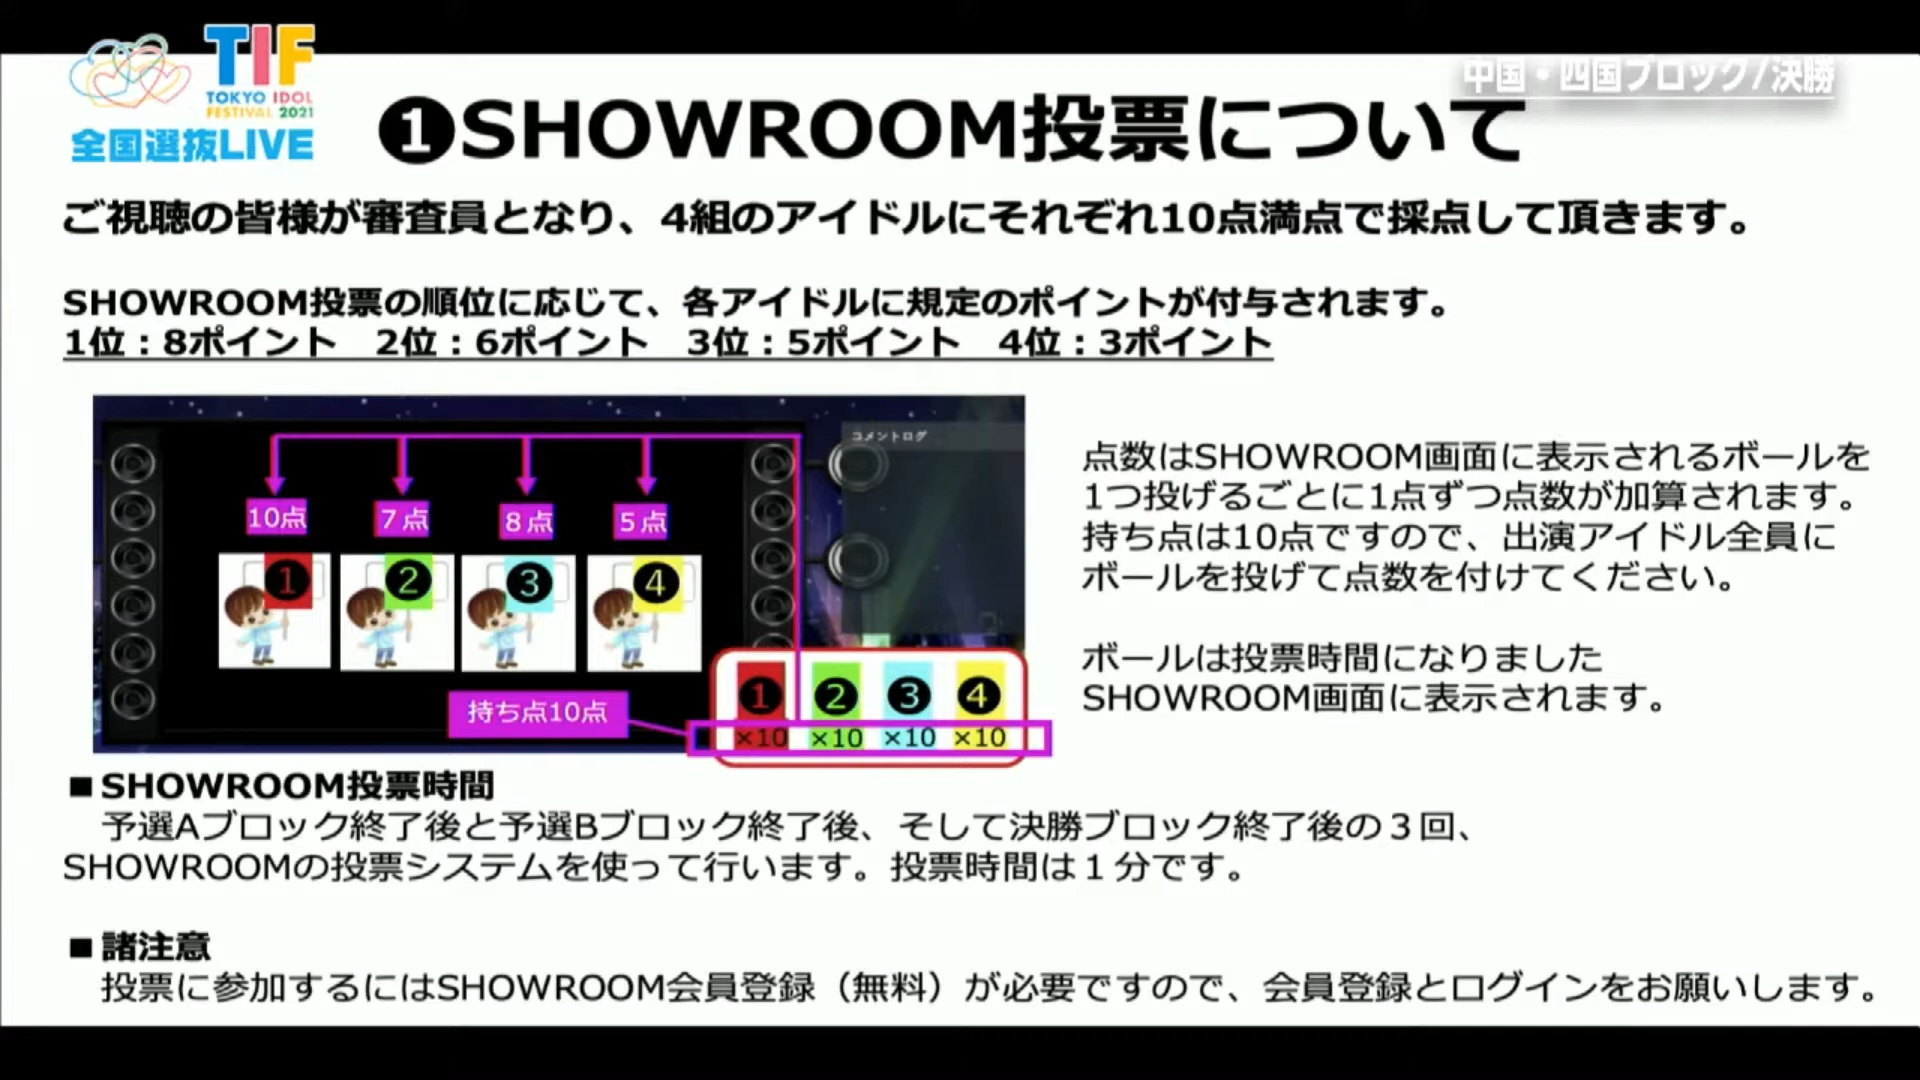 TIF
TOKYO IDOL
FESTIVAL 2021
全国選抜LIVE
中国・四国ブロック/決勝
❶SHOWROOM投票について
ご視聴の皆様が審査員となり、4組のアイドルにそれぞれ10点満点で採点して頂きます。
SHOWROOM投票の順位に応じて、各アイドルに規定のポイントが付与されます。
1位：8ポイント　2位：6ポイント　3位：5ポイント　4位：3ポイント
コメントログ
10点 ７点 ８点 ５点
❶ ❷ ❸ ❹
❶ ❷ ❸ ❹
持ち点10点
×10 ×10 ×10 ×10
点数はSHOWROOM画面に表示されるボールを
1つ投げるごとに1点ずつ点数が加算されます。
持ち点は10点ですので、出演アイドル全員に
ボールを投げて点数を付けてください。
ボールは投票時間になりました
SHOWROOM画面に表示されます。
■SHOWROOM投票時間
予選Aブロック終了後と予選Bブロック終了後、そして決勝ブロック終了後の３回、
SHOWROOMの投票システムを使って行います。投票時間は１分です。
■諸注意
投票に参加するにはSHOWROOM会員登録（無料）が必要ですので、会員登録とログインをお願いします。